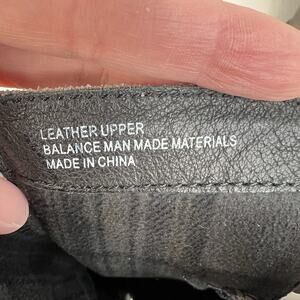 LEATHER UPPER
BALANCE MAN MADE MATERIALS
MADE IN CHINA